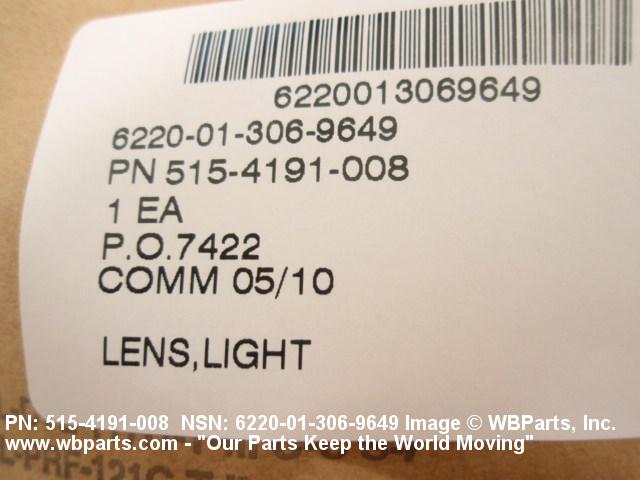 6220013069649
6220-01-306-9649
PN 515-4191-008
1 EA
P.O.7422
COMM 05/10
LENS,LIGHT
PN: 515-4191-008 NSN: 6220-01-306-9649 Image © WBParts, Inc.
www.wbparts.com - "Our Parts Keep the World Moving"